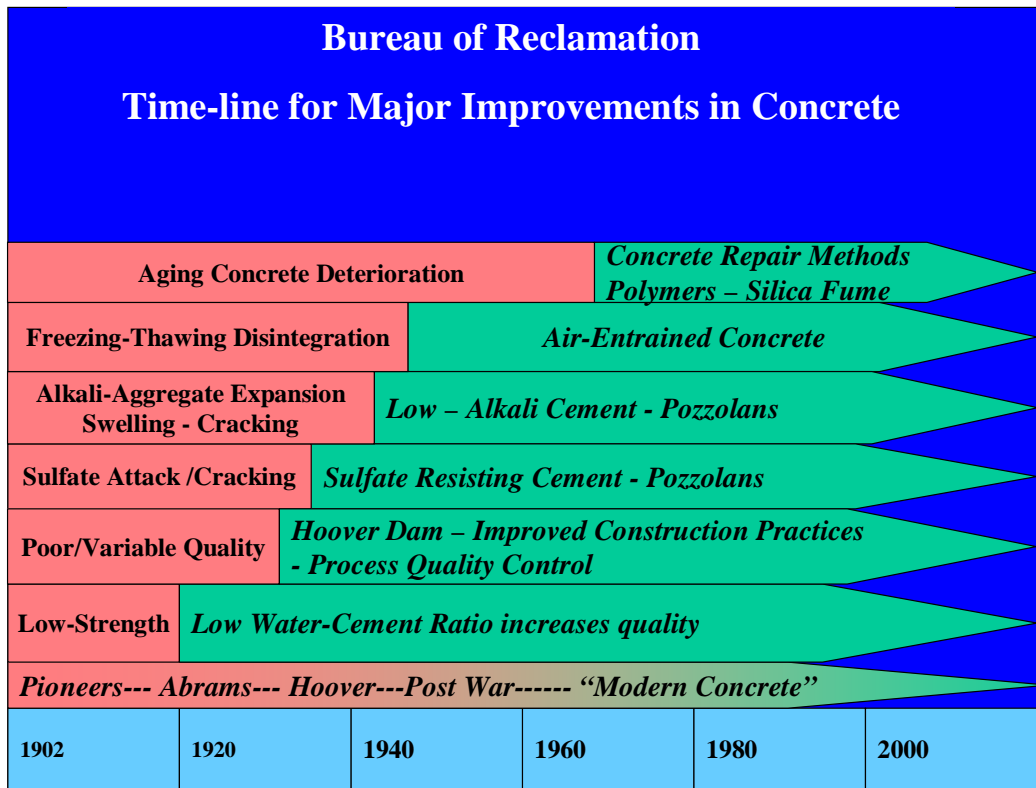 Bureau of Reclamation
Time-line for Major Improvements in Concrete
Aging Concrete Deterioration
Concrete Repair Methods
Polymers – Silica Fume
Freezing-Thawing Disintegration
Air-Entrained Concrete
Alkali-Aggregate Expansion
Swelling - Cracking
Low – Alkali Cement - Pozzolans
Sulfate Attack /Cracking
Sulfate Resisting Cement - Pozzolans
Poor/Variable Quality
Hoover Dam – Improved Construction Practices
- Process Quality Control
Low-Strength
Low Water-Cement Ratio increases quality
Pioneers--- Abrams--- Hoover---Post War------ “Modern Concrete”
1902 1920 1940 1960 1980 2000